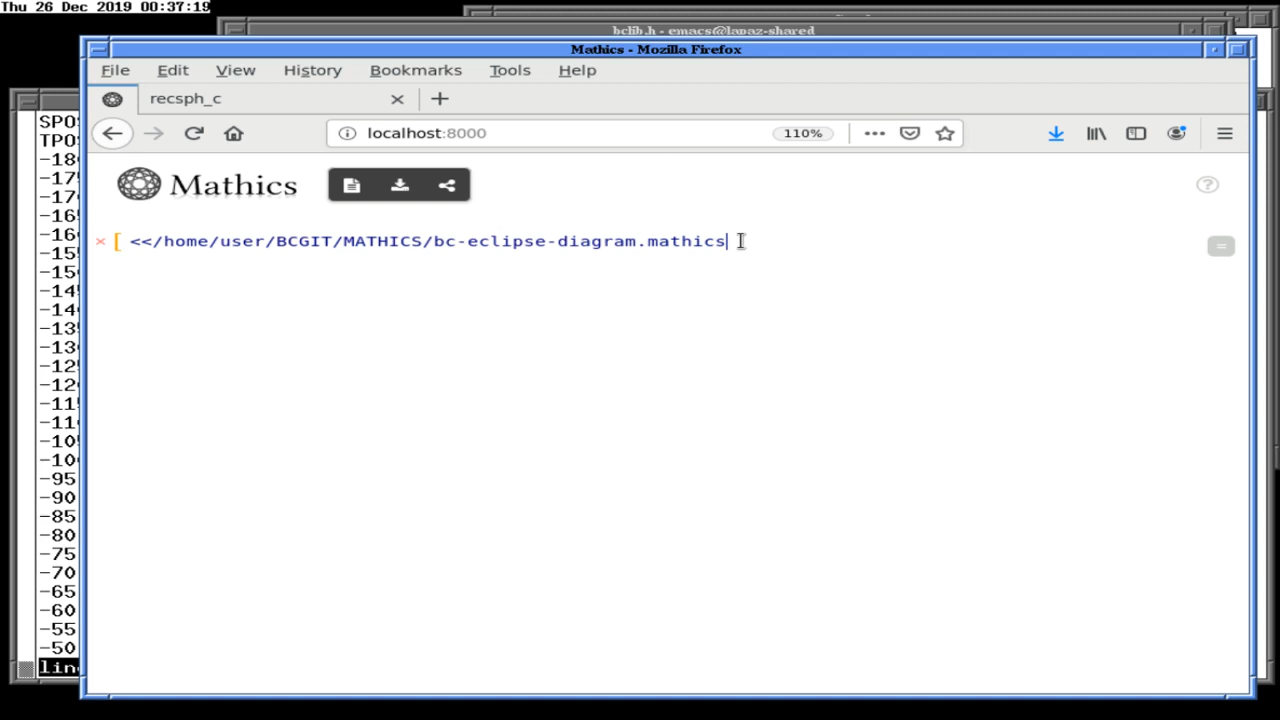 Thu 26 Dec 2019 00:37:19
bclib.h - emacs@lapaz-shared
Mathics - Mozilla Firefox
File Edit View History Bookmarks Tools Help
recsph_c
localhost:8000 110%
Mathics
<</home/user/BCGIT/MATHICS/bc-eclipse-diagram.mathics
=
SPO
TPO
-18
-17
-17
-16
-16
-15
-15
-14
-14
-13
-13
-12
-12
-11
-11
-10
-10
-95
-90
-85
-80
-75
-70
-65
-60
-55
-50
lin